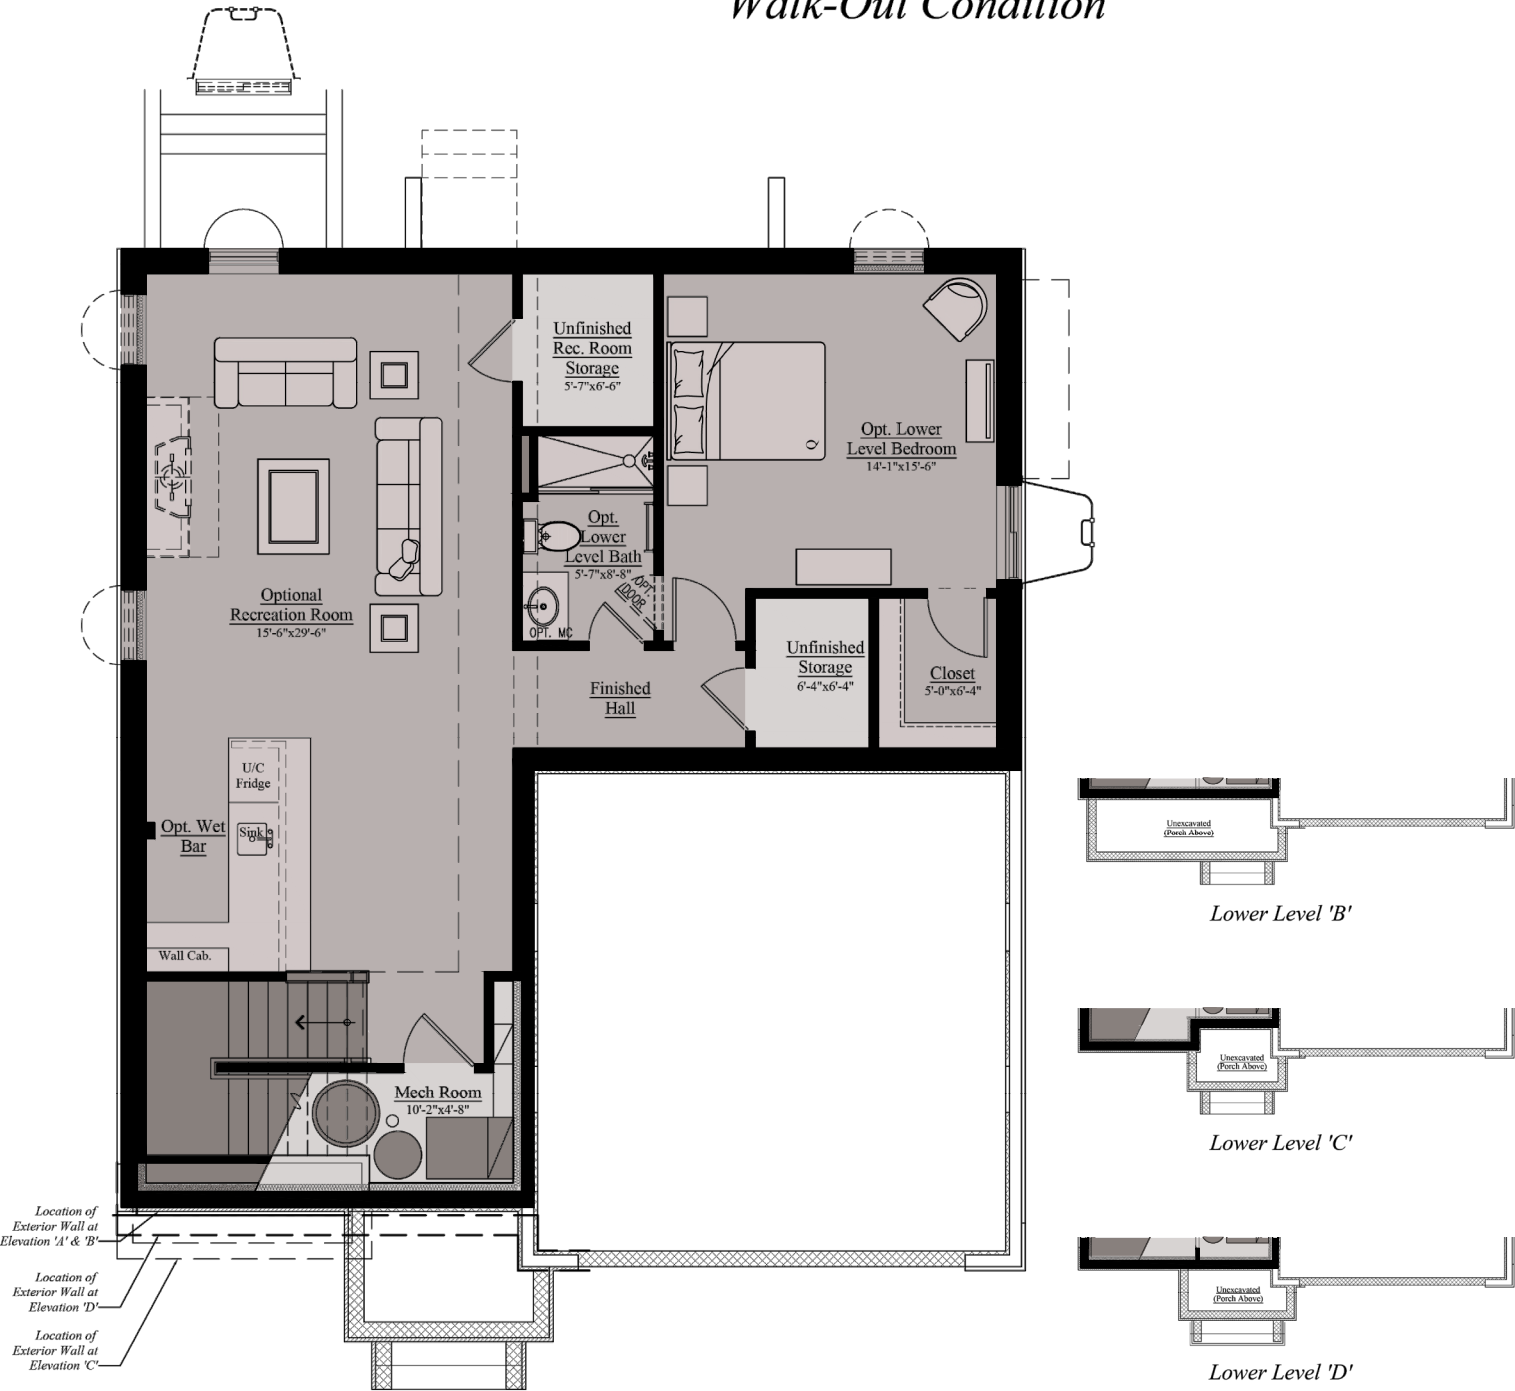 Walk-Out Condition
Unfinished
Rec. Room
Storage
5'-7"x6'-6"
Opt. Lower
Level Bedroom
14'-1"x15'-6"
Q
Opt.
Lower
Level Bath
5'-7"x8'-8"
OPT.
DOOR
OPT. MC
Optional
Recreation Room
15'-6"x29'-6"
Unfinished
Storage
6'-4"x6'-4"
Closet
5'-0"x6'-4"
Finished
Hall
U/C
Fridge
Sink
Opt. Wet
Bar
Wall Cab.
Mech Room
10'-2"x4'-8"
Location of
Exterior Wall at
Elevation 'A' & 'B'
Location of
Exterior Wall at
Elevation 'D'
Location of
Exterior Wall at
Elevation 'C'
Unexcavated
(Porch Above)
Lower Level 'B'
Unexcavated
(Porch Above)
Lower Level 'C'
Unexcavated
(Porch Above)
Lower Level 'D'